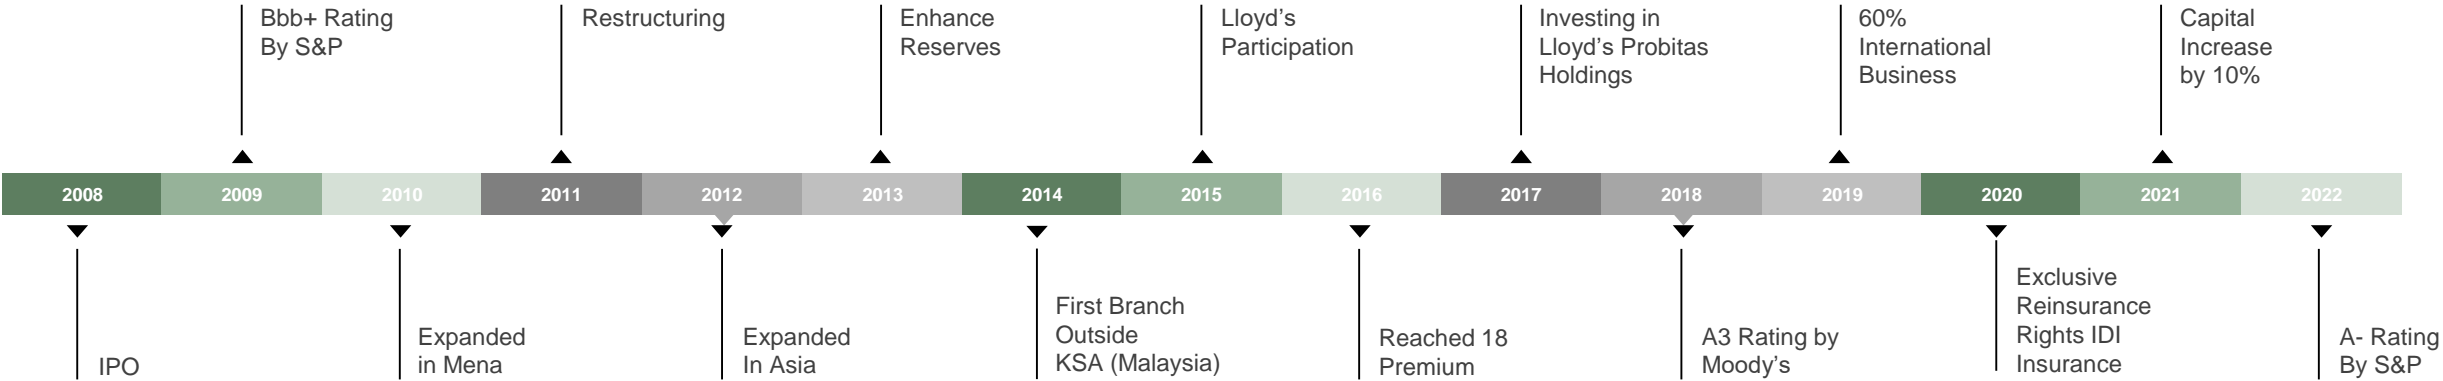 Bbb+ Rating
By S&P
Restructuring
Enhance
Reserves
Lloyd’s
Participation
Investing in
Lloyd’s Probitas
Holdings
60%
International
Business
Capital
Increase
by 10%
2008
2009
2010
2011
2012
2013
2014
2015
2016
2017
2018
2019
2020
2021
2022
IPO
Expanded
in Mena
Expanded
In Asia
First Branch
Outside
KSA (Malaysia)
Reached 18
Premium
A3 Rating by
Moody’s
Exclusive
Reinsurance
Rights IDI
Insurance
A- Rating
By S&P